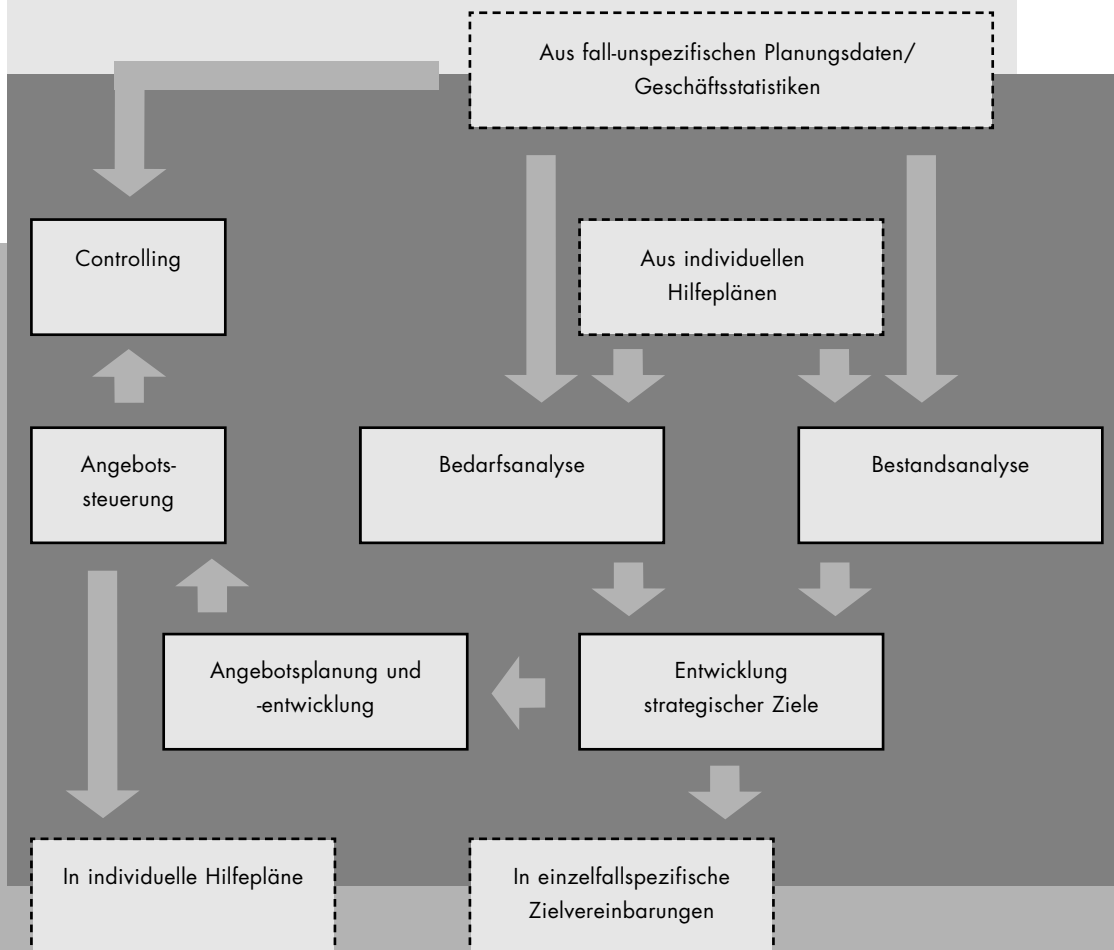 Aus fall-unspezifischen Planungsdaten/
Geschäftsstatistiken
Controlling
Aus individuellen
Hilfeplänen
Angebots-
steuerung
Bedarfsanalyse
Bestandsanalyse
Angebotsplanung und
-entwicklung
Entwicklung
strategischer Ziele
In individuelle Hilfepläne
In einzelfallspezifische
Zielvereinbarungen